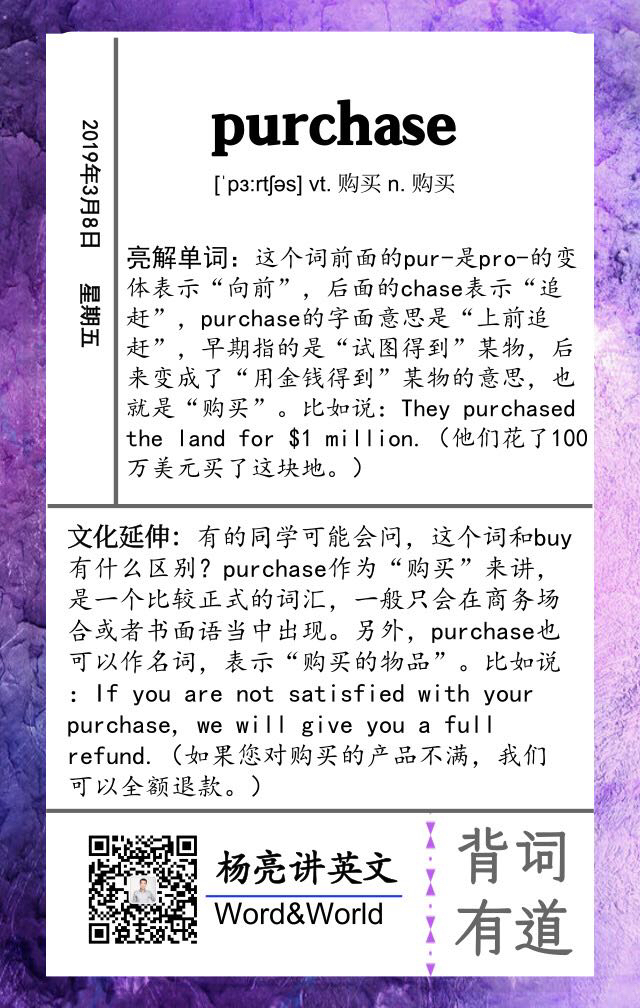 purchase
[ˈpɜ:rtʃəs] vt. 购买 n. 购买
2019年3月8日 星期五
亮解单词：这个词前面的pur-是pro-的变
体表示“向前”，后面的chase表示“追
赶”，purchase的字面意思是“上前追
赶”，早期指的是“试图得到”某物，后
来变成了“用金钱得到”某物的意思，也
就是“购买”。比如说：They purchased
the land for $1 million.（他们花了100
万美元买了这块地。）
文化延伸：有的同学可能会问，这个词和buy
有什么区别？purchase作为“购买”来讲，
是一个比较正式的词汇，一般只会在商务场
合或者书面语当中出现。另外，purchase也
可以作名词，表示“购买的物品”。比如说
：If you are not satisfied with your
purchase, we will give you a full
refund.（如果您对购买的产品不满，我们
可以全额退款。）
杨亮讲英文
Word&World
背词
有道